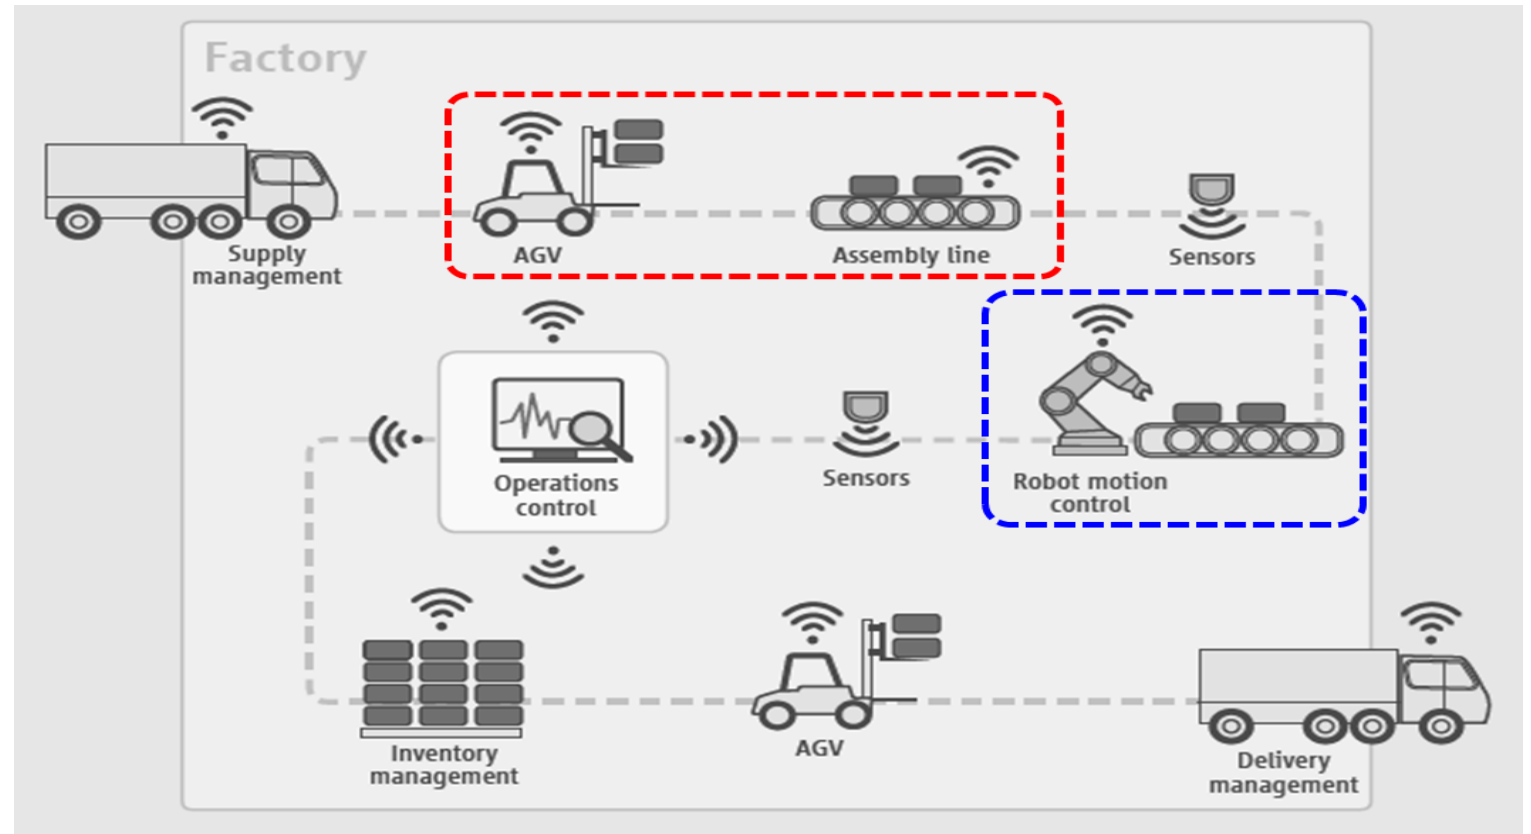 Factory
Supply
management
AGV
Assembly line
Sensors
Operations
control
Sensors
Robot motion
control
Inventory
management
AGV
Delivery
management